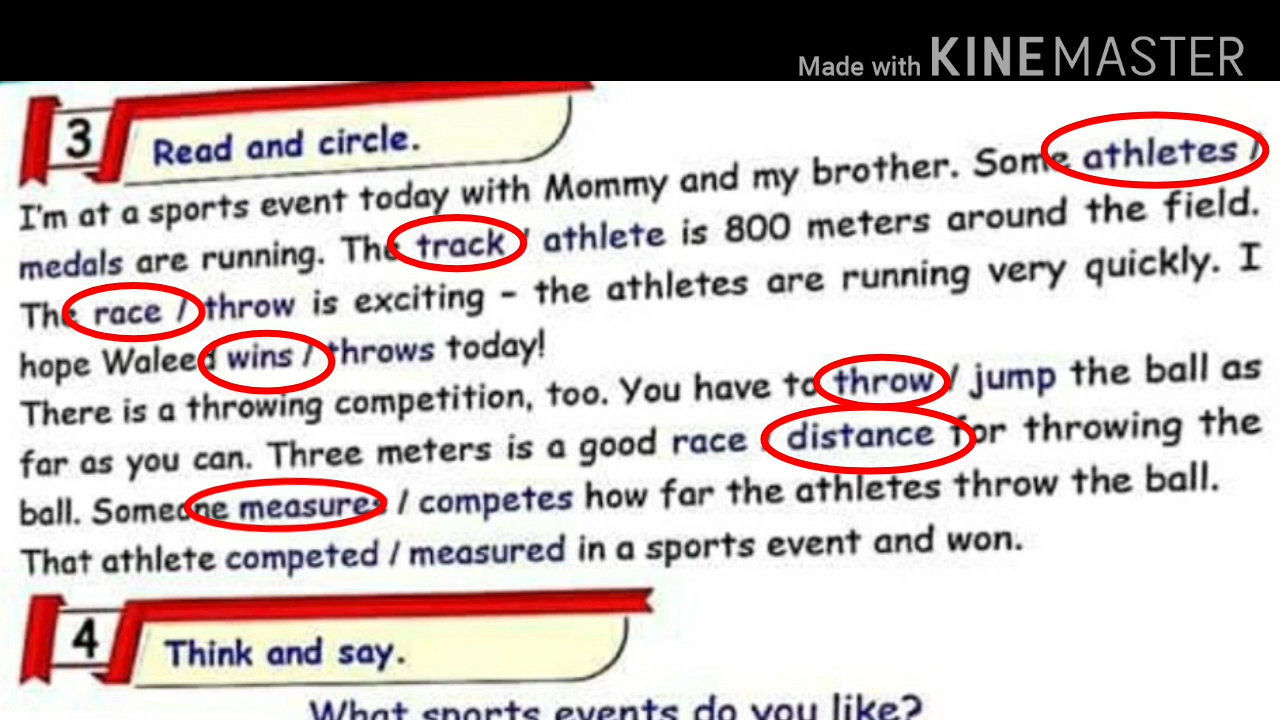 Made with KINEMASTER
3 Read and circle.
I'm at a sports event today with Mommy and my brother. Some athletes /
medals are running. The track / athlete is 800 meters around the field.
The race / throw is exciting – the athletes are running very quickly. I
hope Waleed wins / throws today!
There is a throwing competition, too. You have to throw / jump the ball as
far as you can. Three meters is a good race / distance for throwing the
ball. Someone measures / competes how far the athletes throw the ball.
That athlete competed / measured in a sports event and won.
4 Think and say.
What sports events do you like?